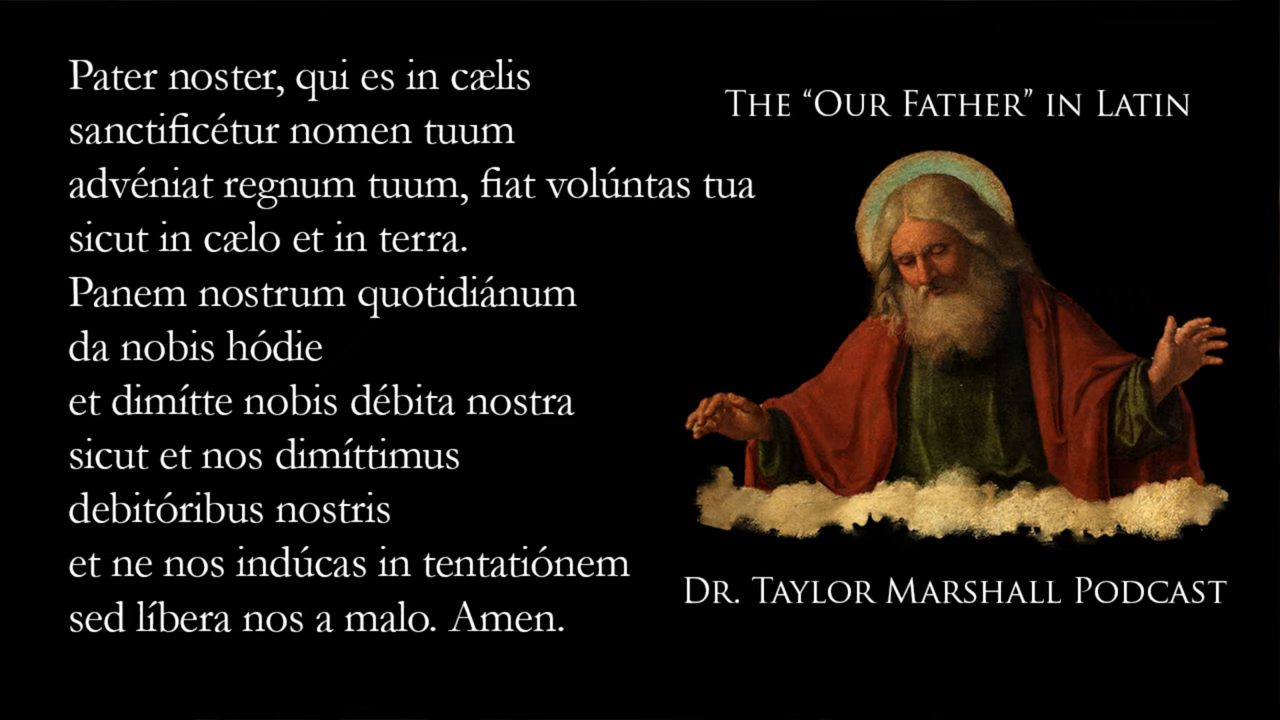 Pater noster, qui es in cælis
sanctificétur nomen tuum
advéniat regnum tuum, fiat volúntas tua
sicut in cælo et in terra.
Panem nostrum quotidiánum
da nobis hódie
et dimítte nobis débita nostra
sicut et nos dimíttimus
debitóribus nostris
et ne nos indúcas in tentatiónem
sed líbera nos a malo. Amen.
The “Our Father” in Latin
Dr. Taylor Marshall Podcast